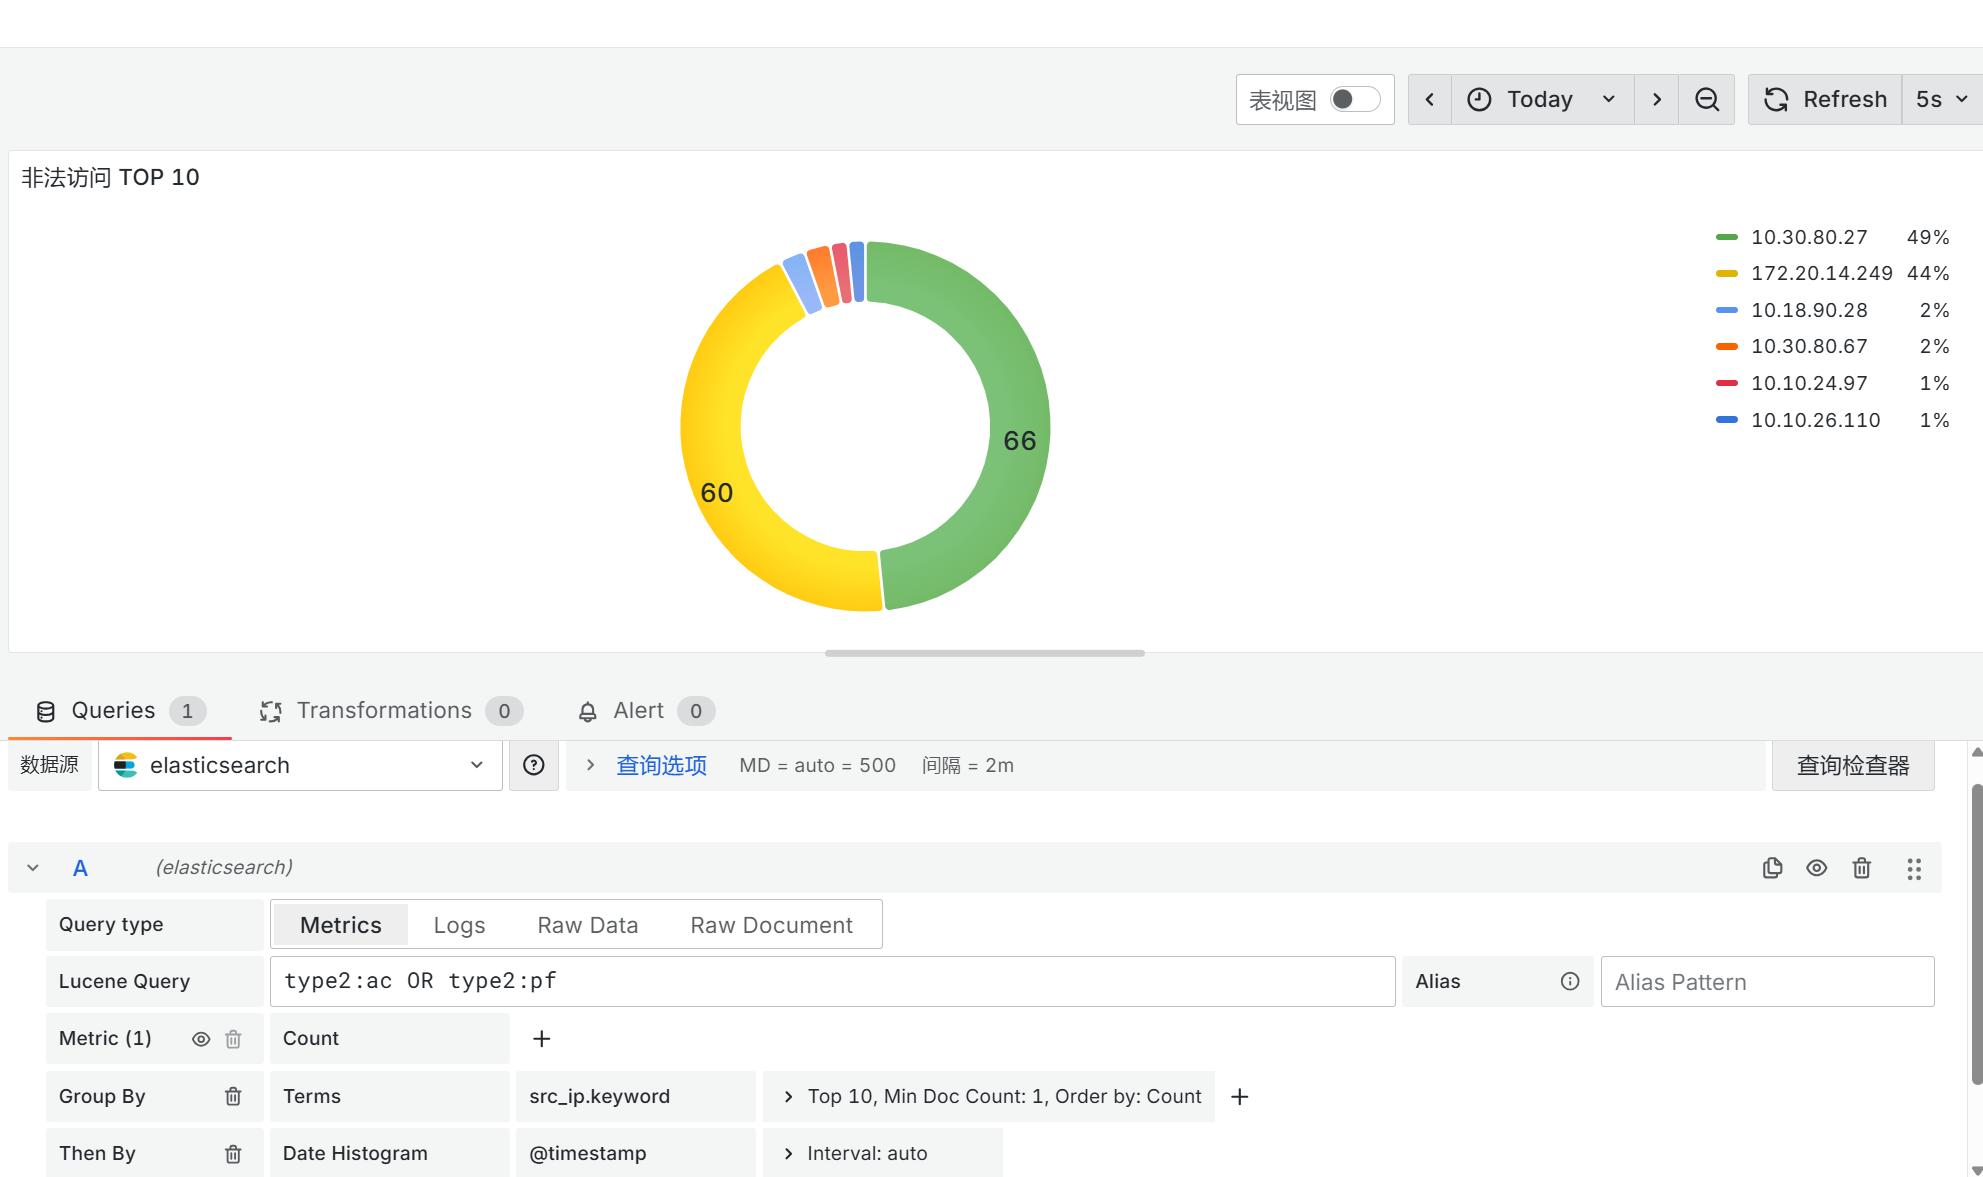 表视图 Today Refresh 5s
非法访问 TOP 10
10.30.80.27 49%
172.20.14.249 44%
10.18.90.28 2%
10.30.80.67 2%
10.10.24.97 1%
10.10.26.110 1%
66
60
Queries 1 Transformations 0 Alert 0
数据源 elasticsearch 查询选项 MD = auto = 500 间隔 = 2m 查询检查器
A (elasticsearch)
Query type Metrics Logs Raw Data Raw Document
Lucene Query type2:ac OR type2:pf Alias Alias Pattern
Metric (1) Count +
Group By Terms src_ip.keyword Top 10, Min Doc Count: 1, Order by: Count +
Then By Date Histogram @timestamp Interval: auto